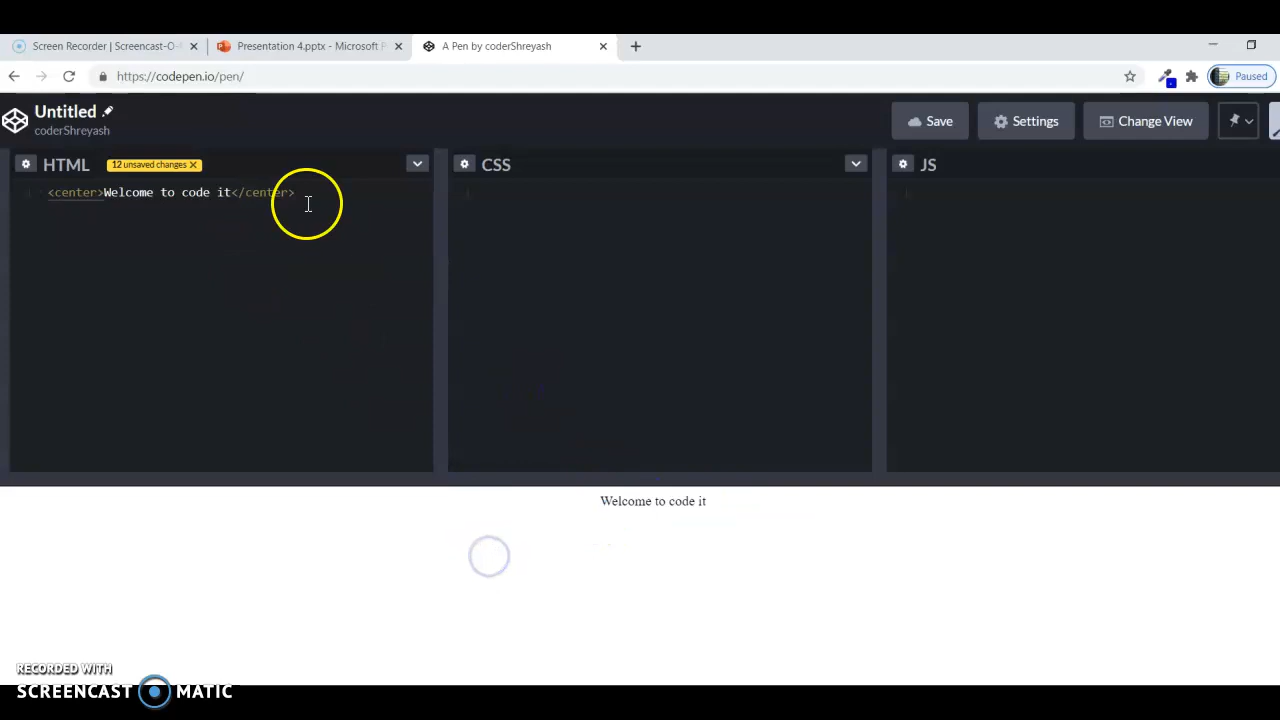 Screen Recorder | Screencast-O-
Presentation 4.pptx - Microsoft P
A Pen by coderShreyash
https://codepen.io/pen/
Paused
Untitled
coderShreyash
Save
Settings
Change View
HTML
12 unsaved changes
CSS
JS
<center>Welcome to code it</center>
Welcome to code it
RECORDED WITH
SCREENCAST MATIC